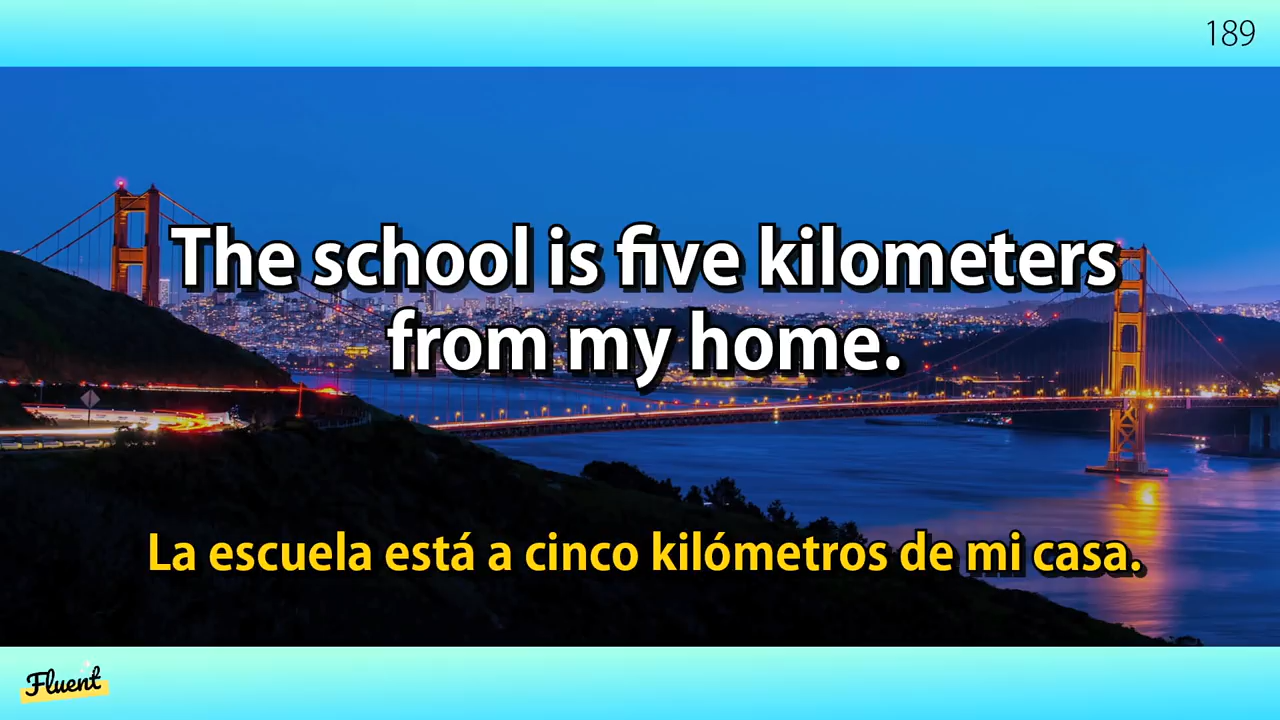 189
The school is five kilometers
from my home.
La escuela está a cinco kilómetros de mi casa.
Fluent